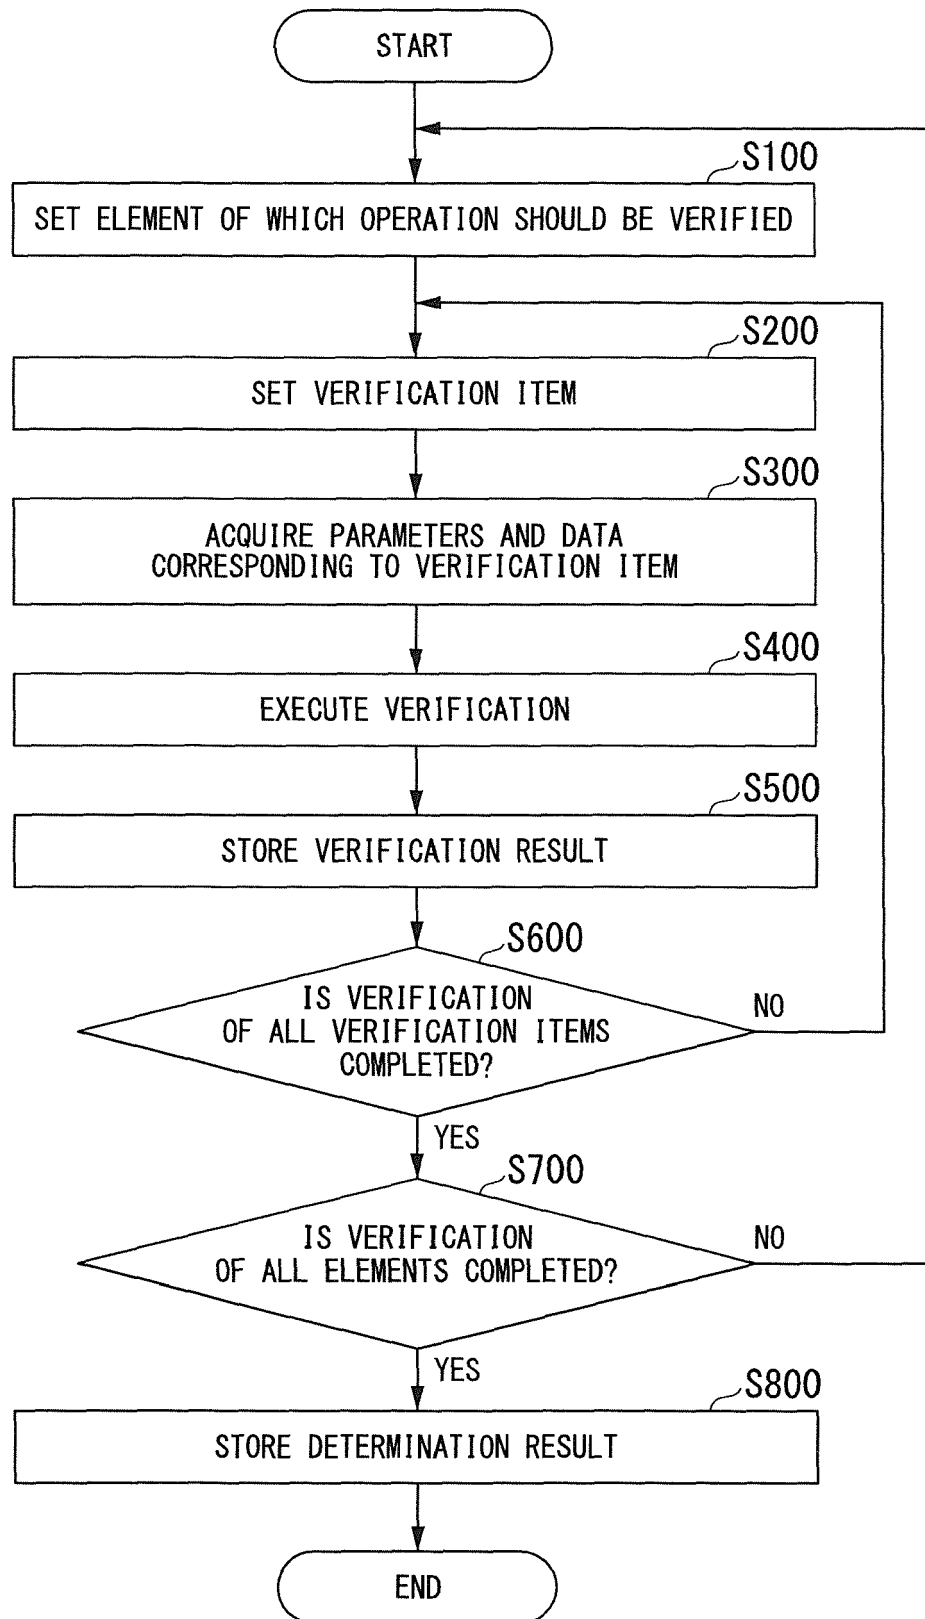 START
S100
SET ELEMENT OF WHICH OPERATION SHOULD BE VERIFIED
S200
SET VERIFICATION ITEM
S300
ACQUIRE PARAMETERS AND DATA
CORRESPONDING TO VERIFICATION ITEM
S400
EXECUTE VERIFICATION
S500
STORE VERIFICATION RESULT
S600
IS VERIFICATION
OF ALL VERIFICATION ITEMS
COMPLETED?
NO
YES
S700
IS VERIFICATION
OF ALL ELEMENTS COMPLETED?
NO
YES
S800
STORE DETERMINATION RESULT
END